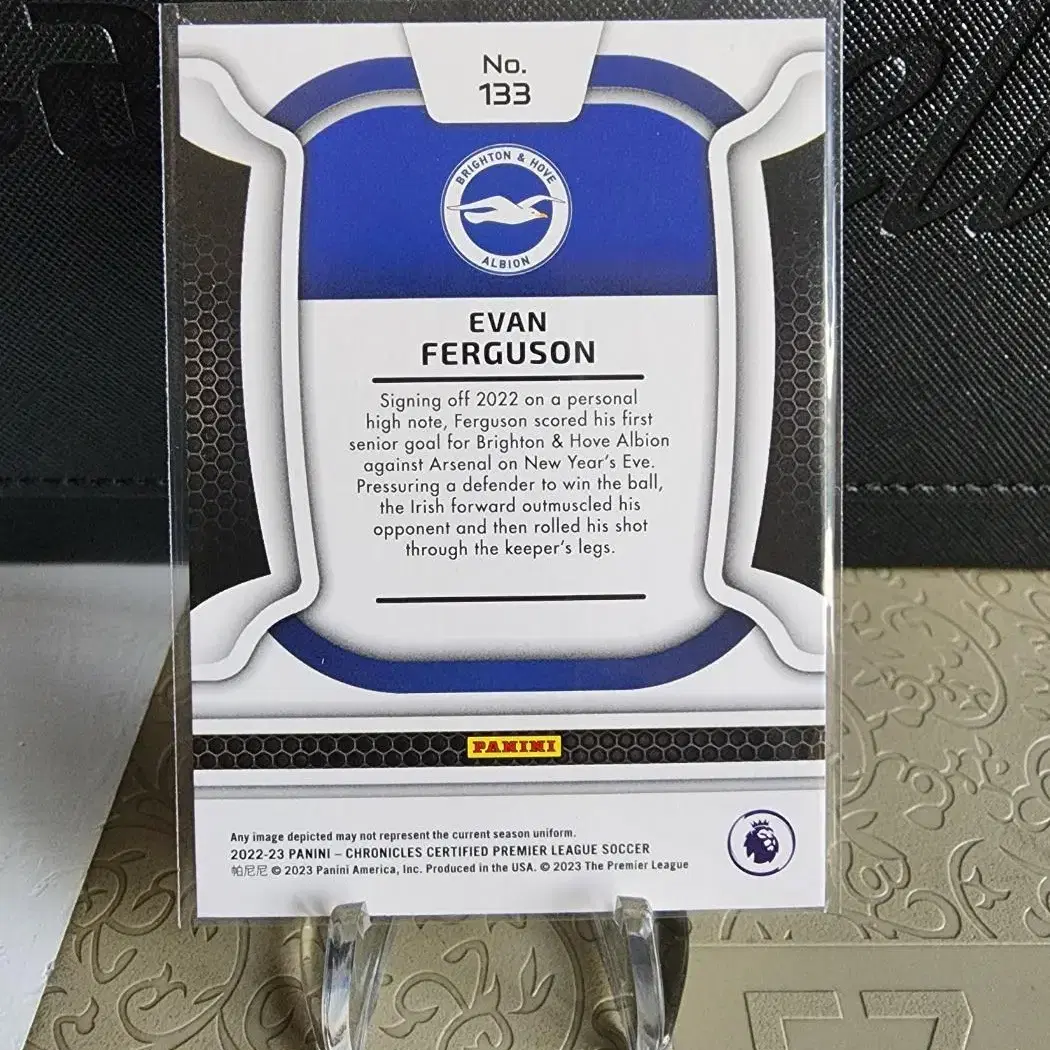 No.
133
BRIGHTON & HOVE
ALBION
EVAN
FERGUSON
Signing off 2022 on a personal
high note, Ferguson scored his first
senior goal for Brighton & Hove Albion
against Arsenal on New Year's Eve.
Pressuring a defender to win the ball,
the Irish forward outmuscled his
opponent and then rolled his shot
through the keeper's legs.
PANINI
Any image depicted may not represent the current season uniform.
2022-23 PANINI – CHRONICLES CERTIFIED PREMIER LEAGUE SOCCER
帕尼尼 © 2023 Panini America, Inc. Produced in the USA. © 2023 The Premier League